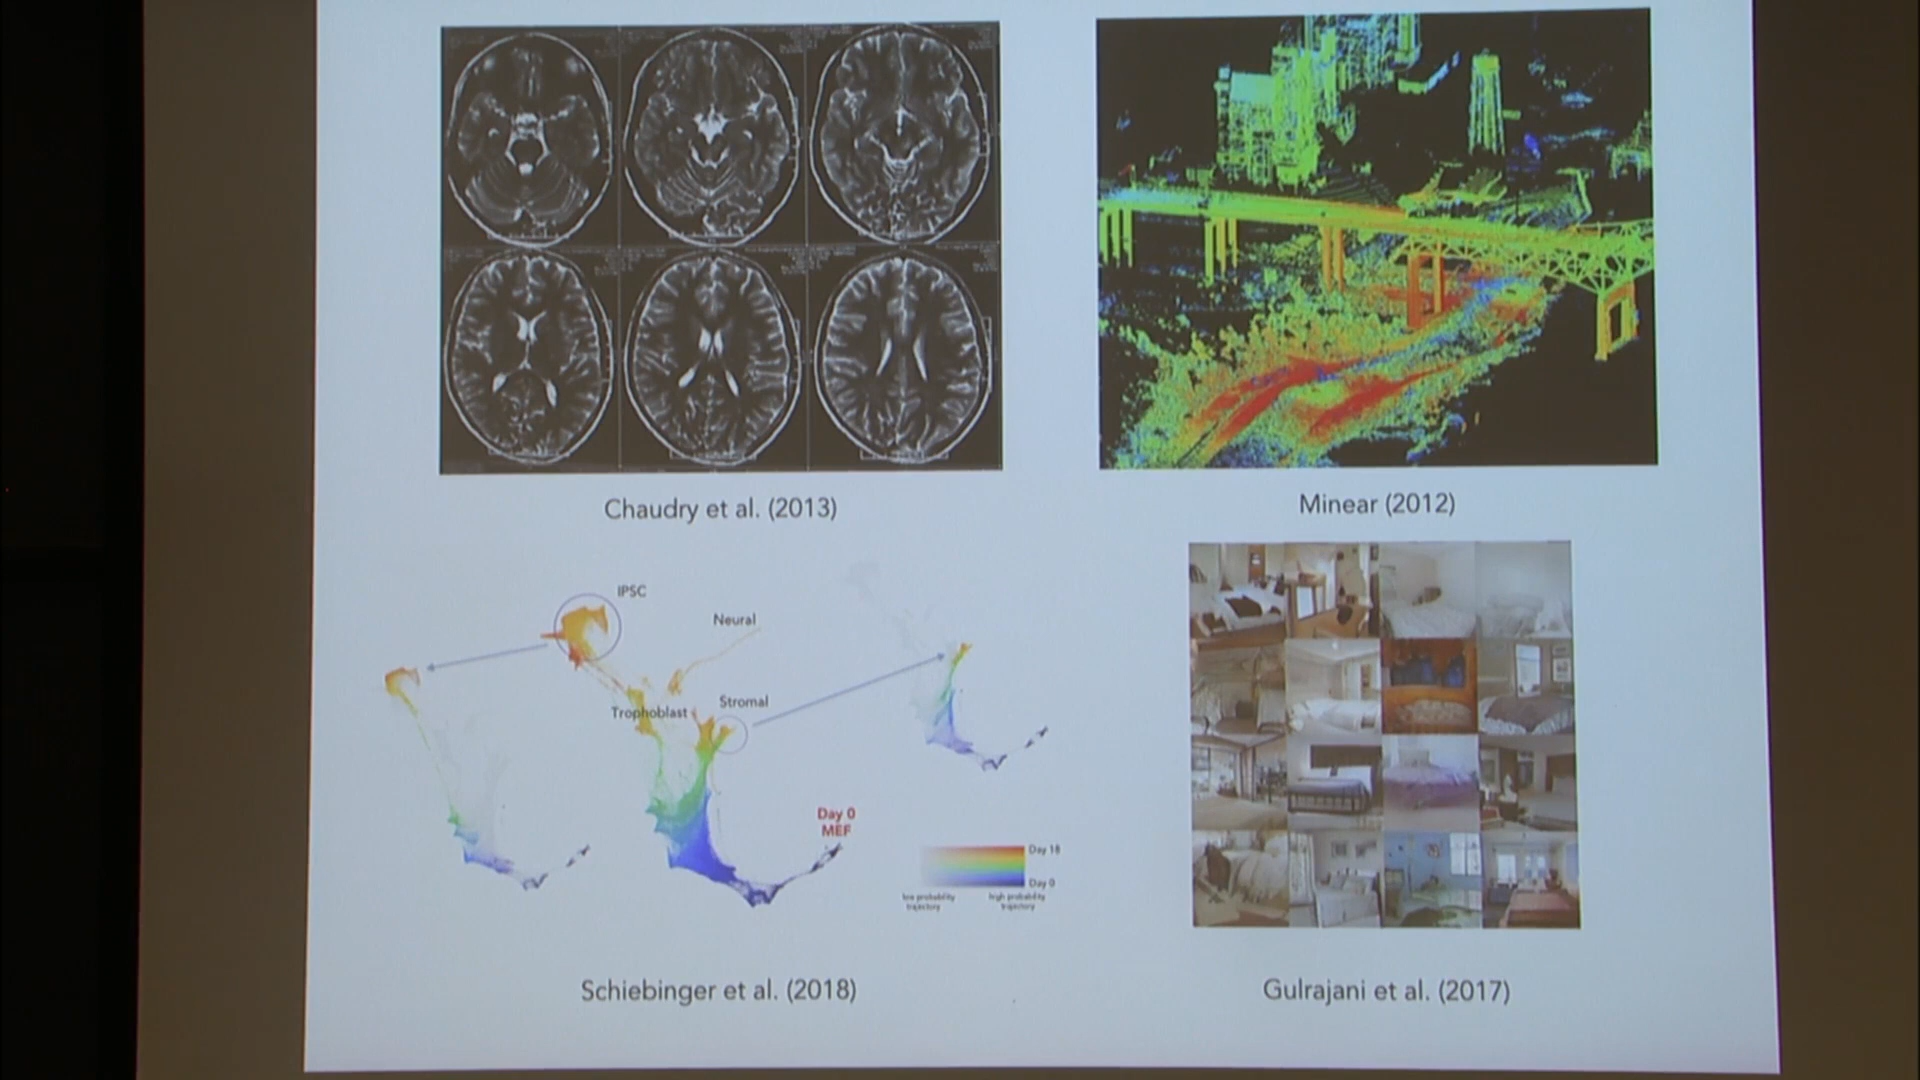 Chaudry et al. (2013)
Minear (2012)
IPSC
Neural
Trophoblast
Stromal
Day 0
MEF
Day 18
Day 0
low probability
trajectory
high probability
trajectory
Schiebinger et al. (2018)
Gulrajani et al. (2017)